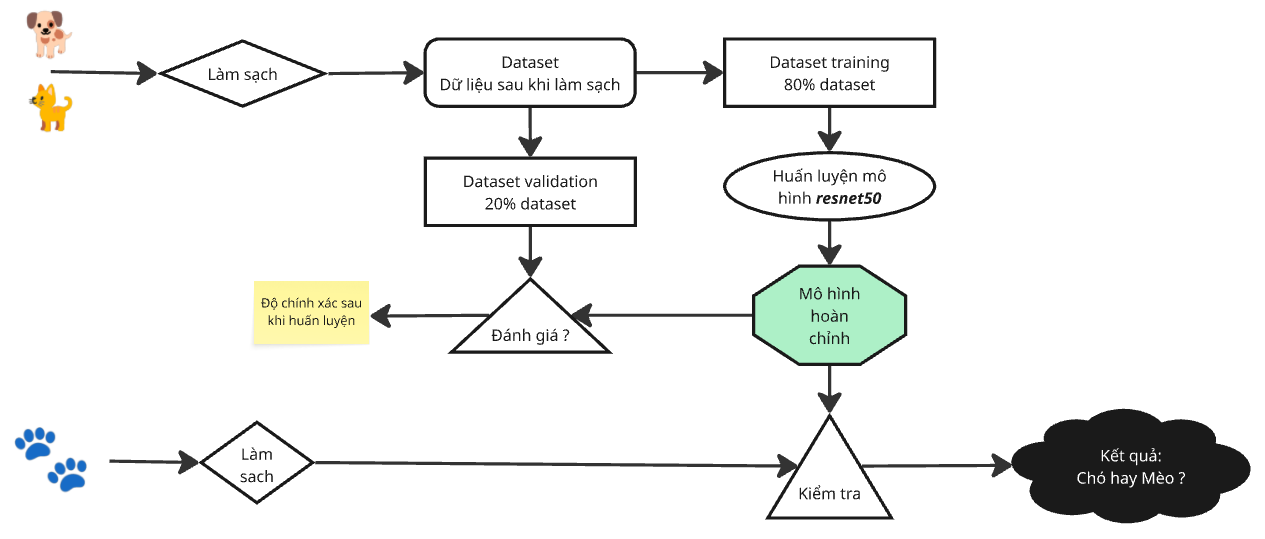 Làm sạch
Dataset
Dữ liệu sau khi làm sạch
Dataset training
80% dataset
Dataset validation
20% dataset
Huấn luyện mô
hình resnet50
Độ chính xác sau
khi huấn luyện
Đánh giá ?
Mô hình
hoàn
chỉnh
Làm
sach
Kiểm tra
Kết quả:
Chó hay Mèo ?